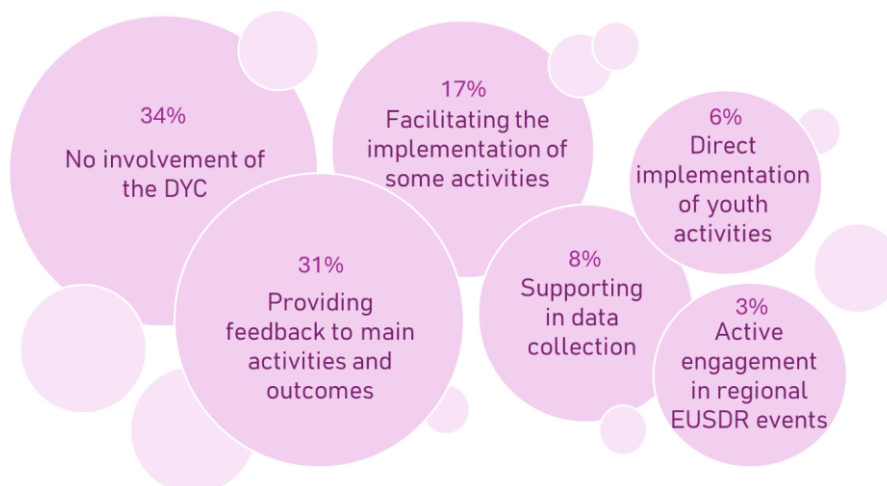 34%
No involvement of
the DYC
17%
Facilitating the
implementation of
some activities
6%
Direct
implementation
of youth
activities
31%
Providing
feedback to main
activities and
outcomes
8%
Supporting
in data
collection
3%
Active
engagement
in regional
EUSDR events